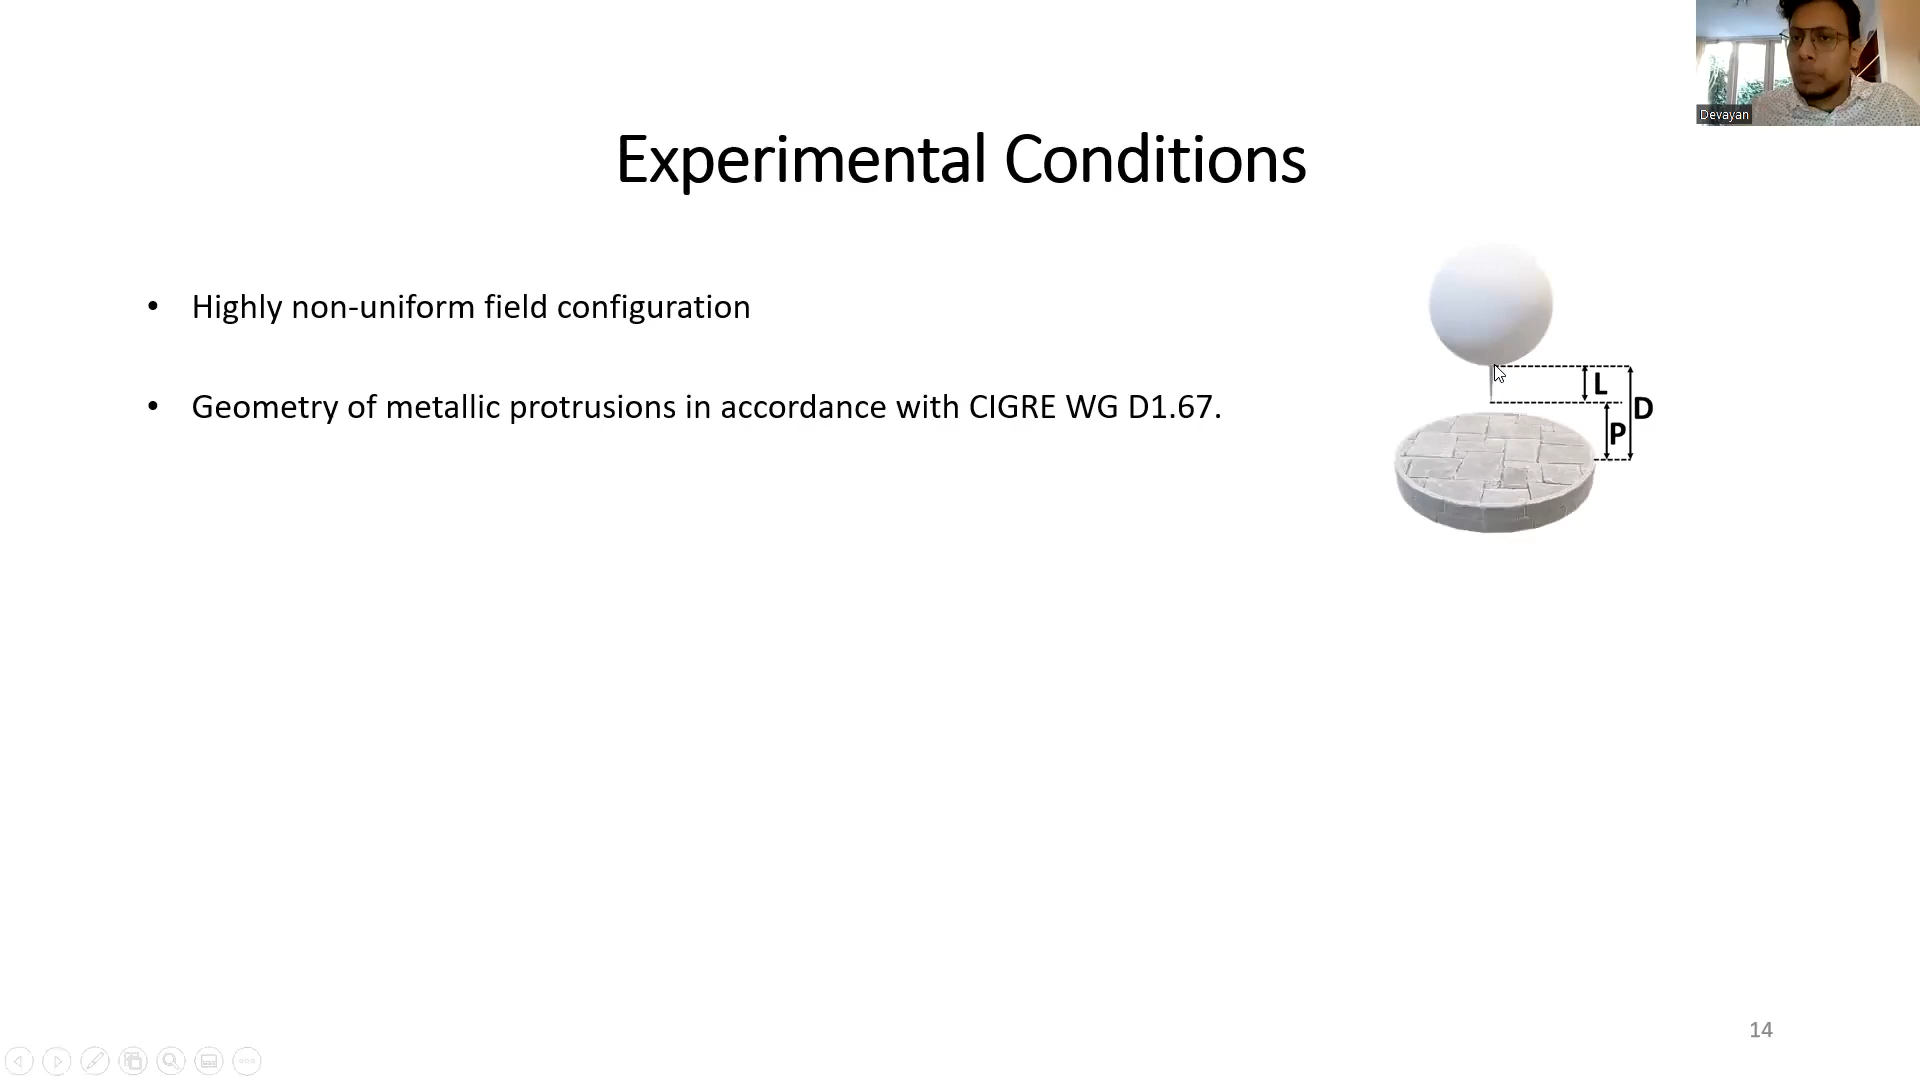 Devayan
Experimental Conditions
• Highly non-uniform field configuration
• Geometry of metallic protrusions in accordance with CIGRE WG D1.67.
L
D
P
14